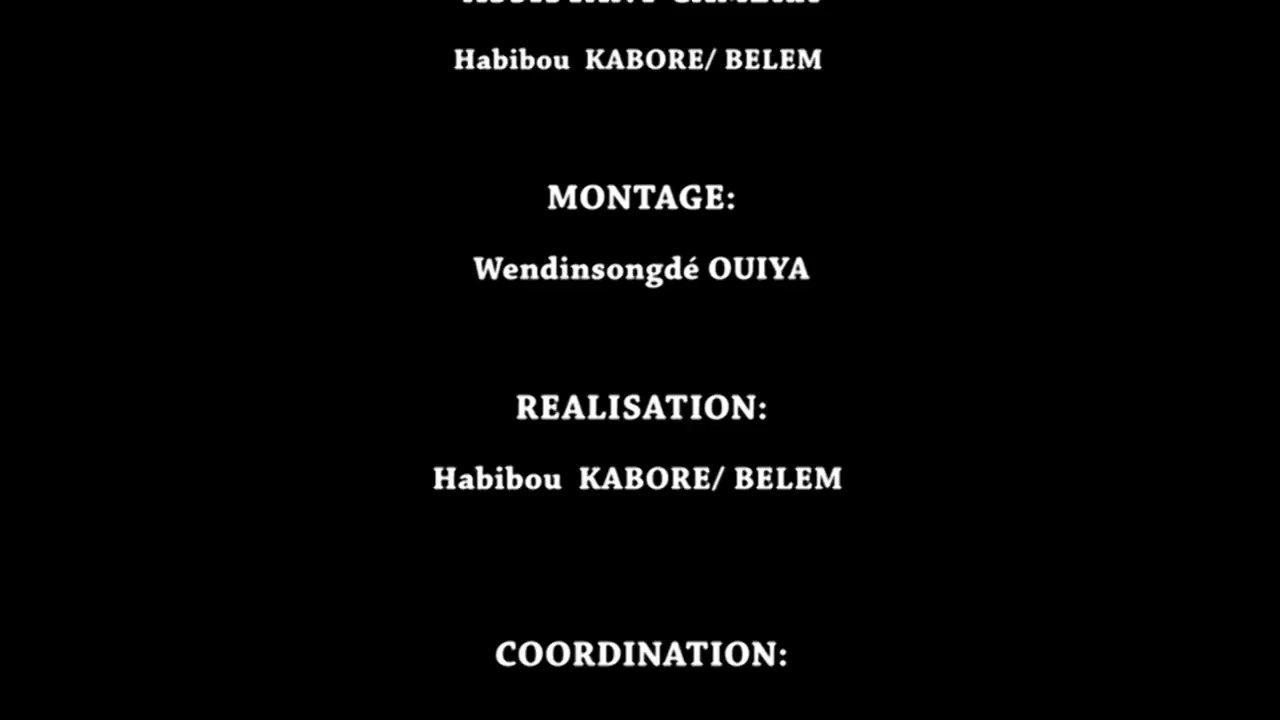 Habibou KABORE/ BELEM
MONTAGE:
Wendinsongdé OUIYA
REALISATION:
Habibou KABORE/ BELEM
COORDINATION: